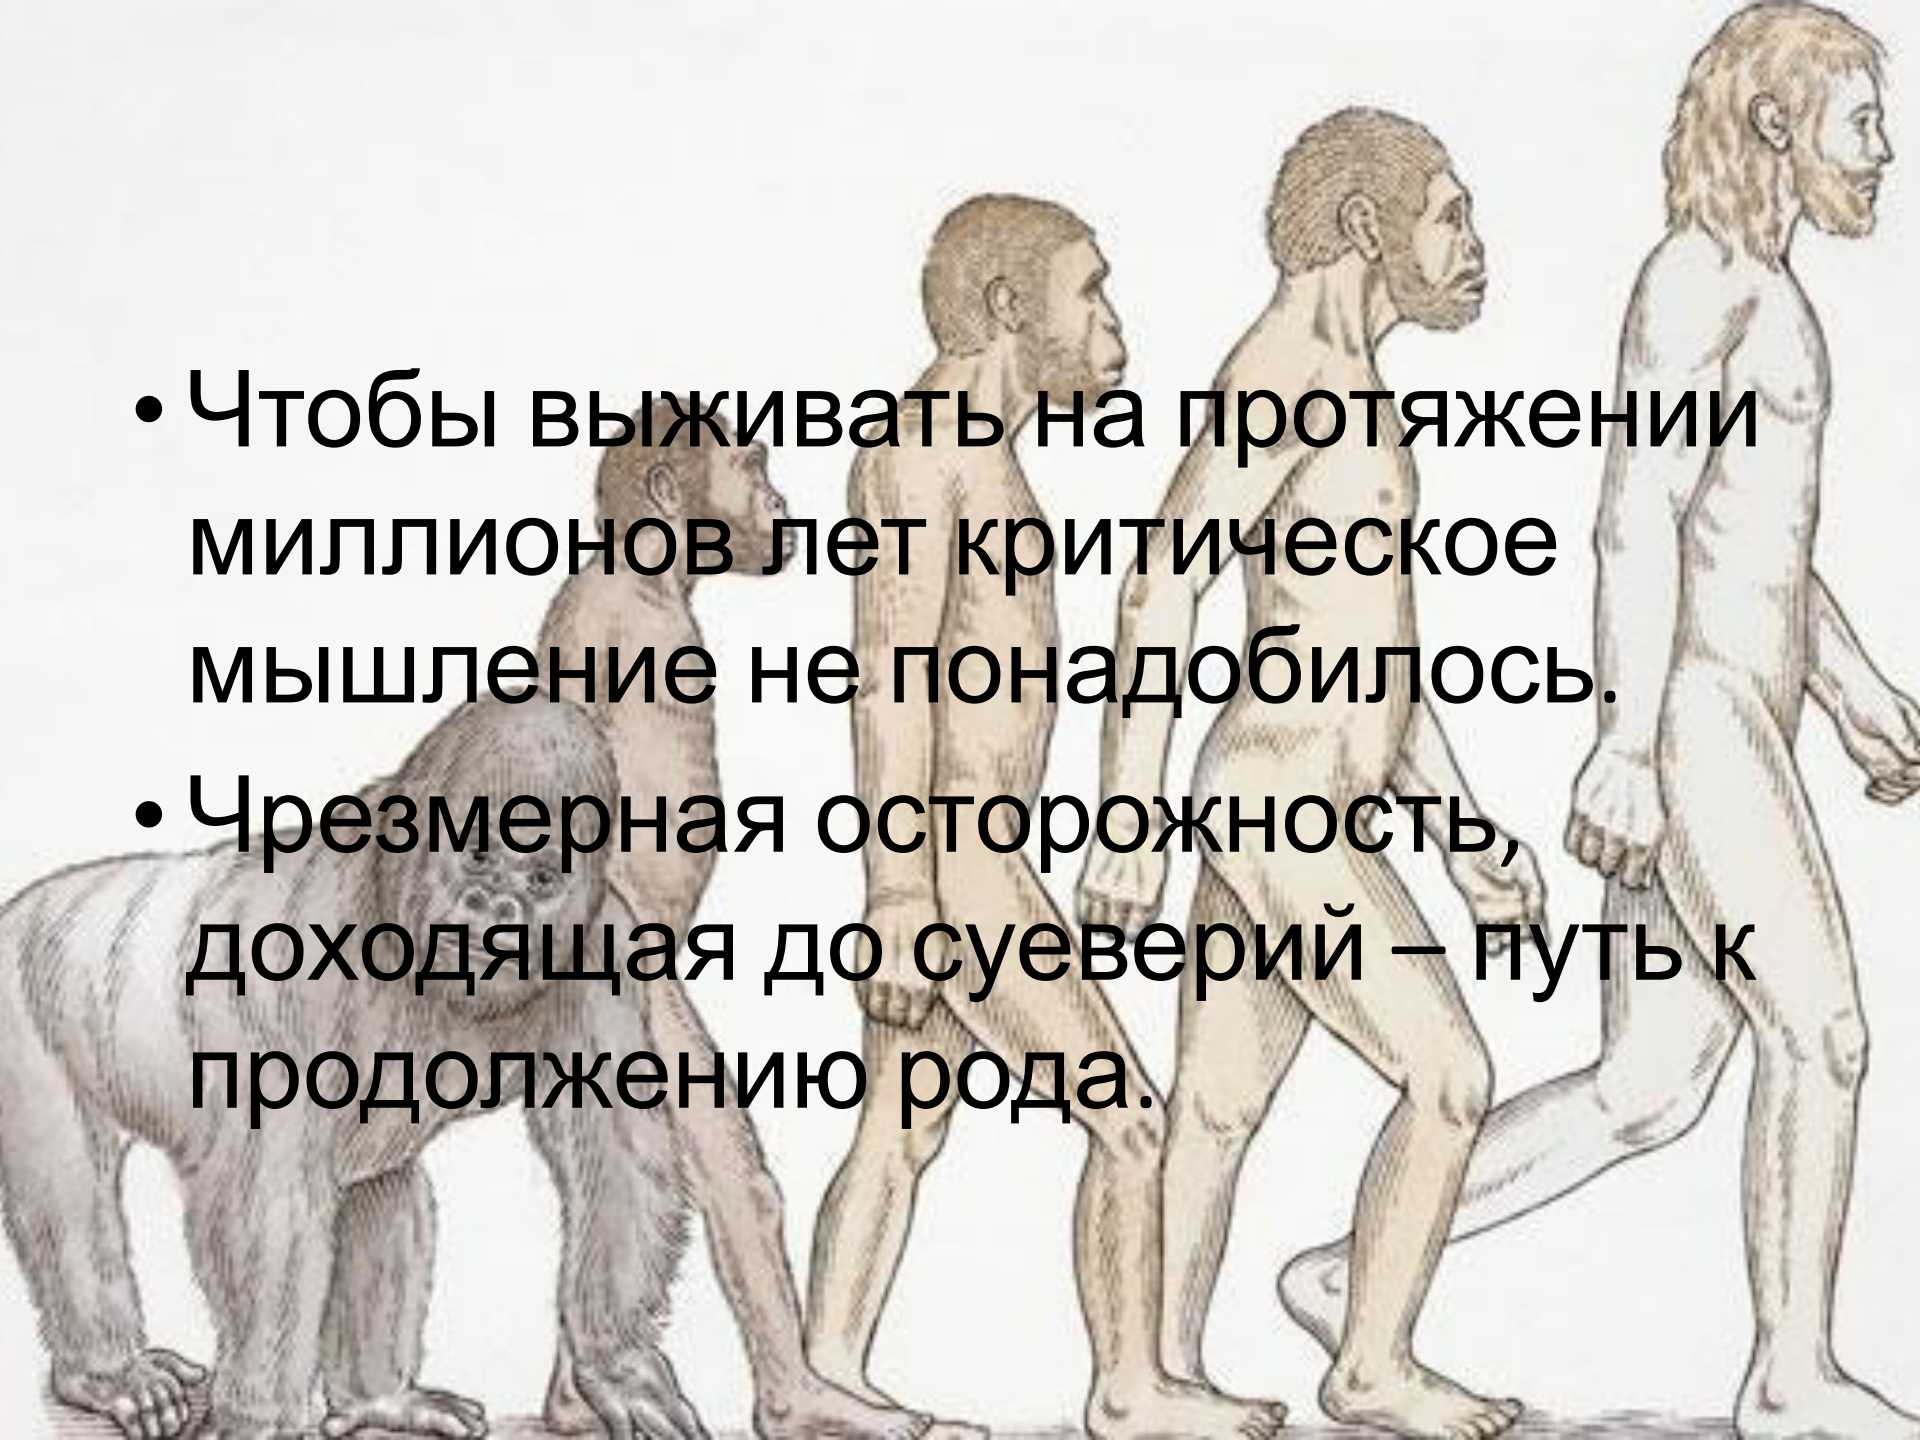 • Чтобы выживать на протяжении
миллионов лет критическое
мышление не понадобилось.
• Чрезмерная осторожность,
доходящая до суеверий – путь к
продолжению рода.